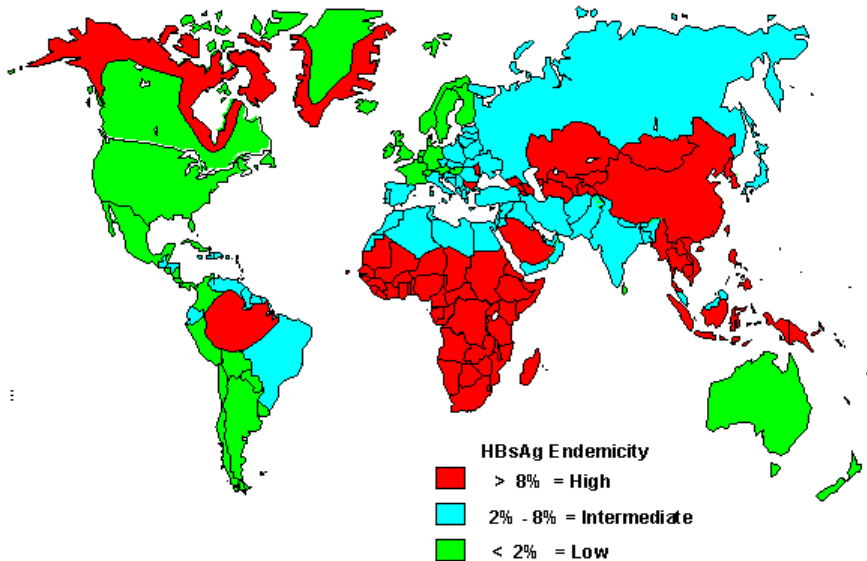 HBsAg Endemicity
> 8% = High
2% - 8% = Intermediate
< 2% = Low